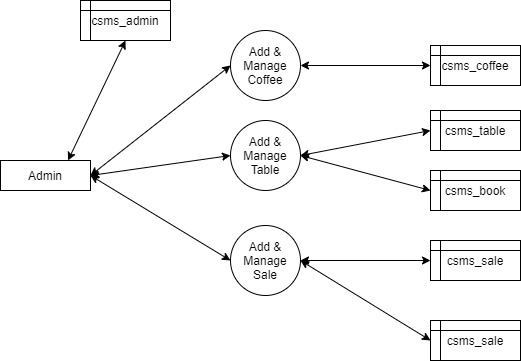 csms_admin
Add &
Manage
Coffee
csms_coffee
Add &
Manage
Table
csms_table
Admin
csms_book
Add &
Manage
Sale
csms_sale
csms_sale